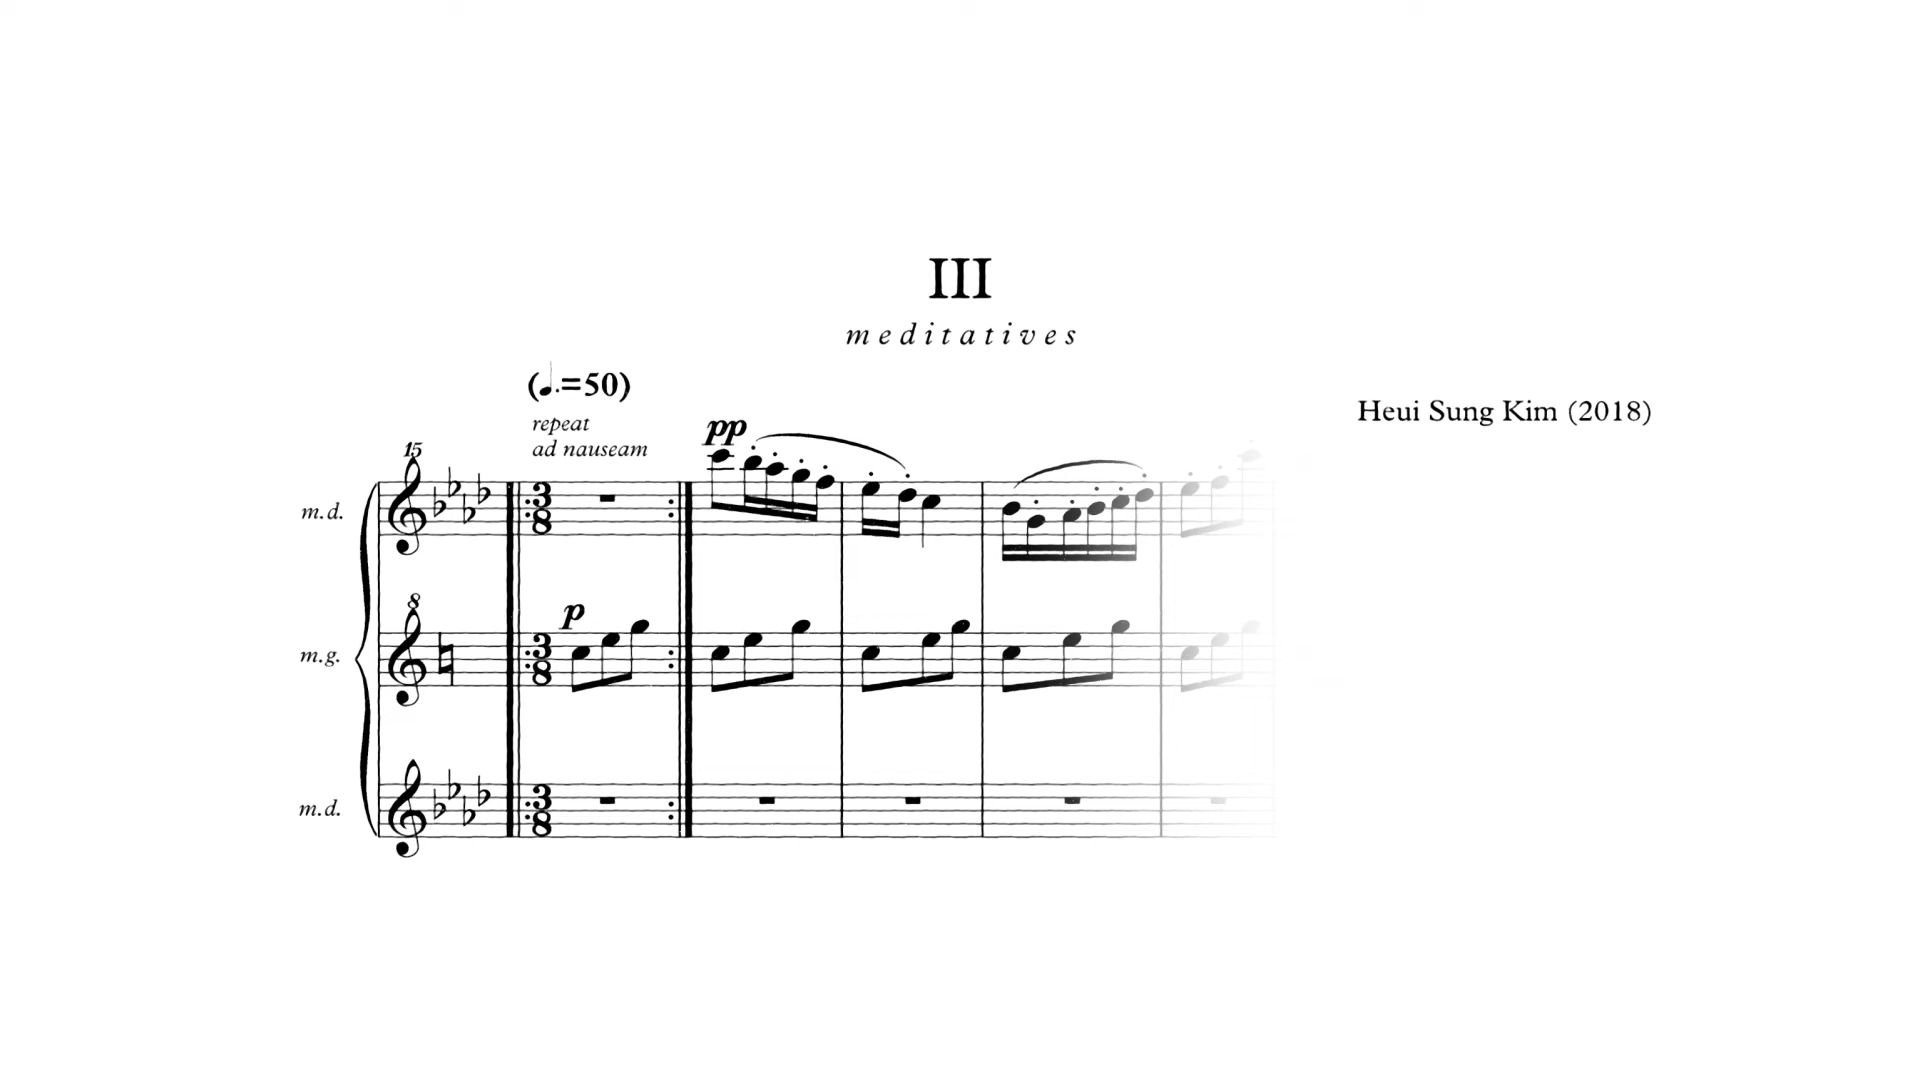 III
meditatives
(♩.=50)
Heui Sung Kim (2018)
repeat
ad nauseam
pp
15
m.d.
3
8
8
p
m.g.
3
8
m.d.
3
8